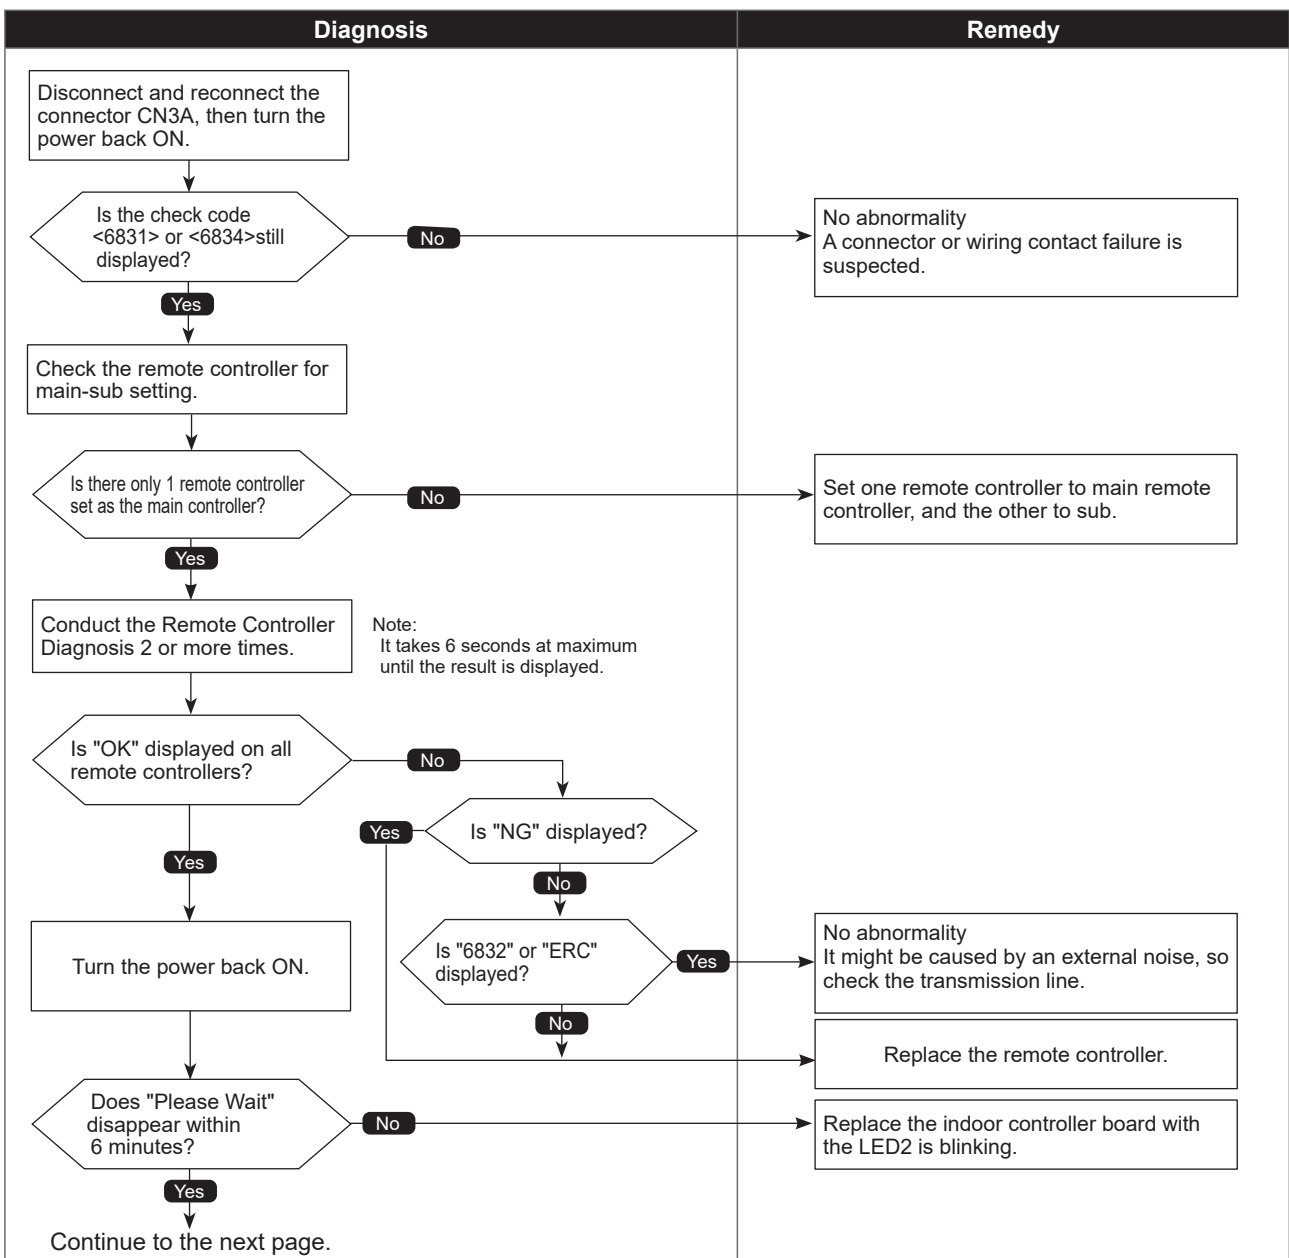 Diagnosis
Remedy
Disconnect and reconnect the
connector CN3A, then turn the
power back ON.
Is the check code
<6831> or <6834>still
displayed?
No
No abnormality
A connector or wiring contact failure is
suspected.
Yes
Check the remote controller for
main-sub setting.
Is there only 1 remote controller
set as the main controller?
No
Set one remote controller to main remote
controller, and the other to sub.
Yes
Conduct the Remote Controller
Diagnosis 2 or more times.
Note:
It takes 6 seconds at maximum
until the result is displayed.
Is "OK" displayed on all
remote controllers?
No
Is "NG" displayed?
Yes
No
Yes
Is "6832" or "ERC"
displayed?
Yes
No abnormality
It might be caused by an external noise, so
check the transmission line.
No
Replace the remote controller.
Turn the power back ON.
Does "Please Wait"
disappear within
6 minutes?
No
Replace the indoor controller board with
the LED2 is blinking.
Yes
Continue to the next page.